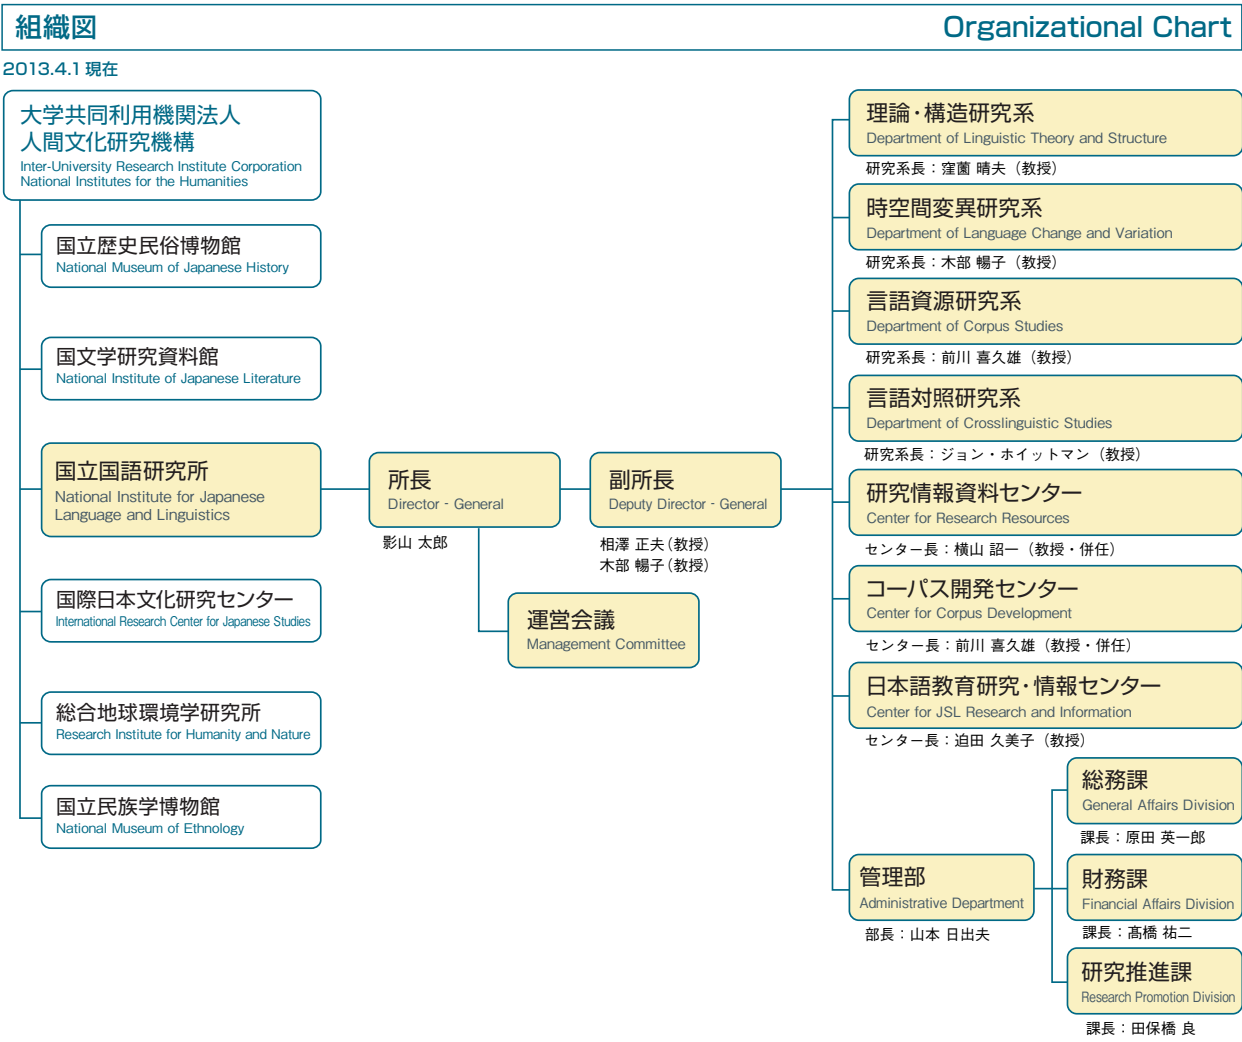 組織図
Organizational Chart
2013.4.1 現在
大学共同利用機関法人
人間文化研究機構
Inter-University Research Institute Corporation
National Institutes for the Humanities
国立歴史民俗博物館
National Museum of Japanese History
国文学研究資料館
National Institute of Japanese Literature
国立国語研究所
National Institute for Japanese
Language and Linguistics
国際日本文化研究センター
International Research Center for Japanese Studies
総合地球環境学研究所
Research Institute for Humanity and Nature
国立民族学博物館
National Museum of Ethnology
所長
Director - General
影山 太郎
副所長
Deputy Director - General
相澤 正夫(教授)
木部 暢子(教授)
運営会議
Management Committee
理論・構造研究系
Department of Linguistic Theory and Structure
研究系長：窪薗 晴夫（教授）
時空間変異研究系
Department of Language Change and Variation
研究系長：木部 暢子（教授）
言語資源研究系
Department of Corpus Studies
研究系長：前川 喜久雄（教授）
言語対照研究系
Department of Crosslinguistic Studies
研究系長：ジョン・ホイットマン（教授）
研究情報資料センター
Center for Research Resources
センター長：横山 詔一（教授・併任）
コーパス開発センター
Center for Corpus Development
センター長：前川 喜久雄（教授・併任）
日本語教育研究・情報センター
Center for JSL Research and Information
センター長：迫田 久美子（教授）
管理部
Administrative Department
部長：山本 日出夫
総務課
General Affairs Division
課長：原田 英一郎
財務課
Financial Affairs Division
課長：髙橋 祐二
研究推進課
Research Promotion Division
課長：田保橋 良